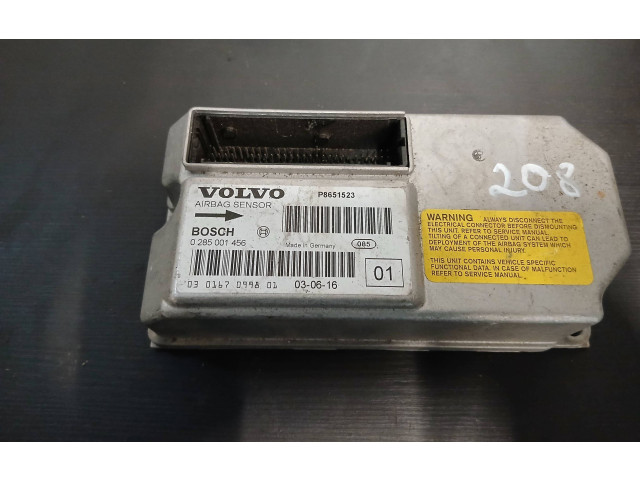 VOLVO
AIRBAG SENSOR
P8651523
BOSCH
0 285 001 456
Made in Germany
085
01
03 0167 0998 01
03-06-16
208
WARNING ALWAYS DISCONNECT THE
ELECTRICAL CONNECTOR BEFORE DISMOUNTING
THIS UNIT. REFER TO SERVICE MANUAL.
TILTING OF A CONNECTED UNIT CAN LEAD TO
DEPLOYMENT OF THE AIRBAG SYSTEM WHICH
MAY CAUSE PERSONAL INJURY.
THIS UNIT CONTAINS VEHICLE SPECIFIC
FUNCTIONAL DATA. IN CASE OF MALFUNCTION
REFER TO SERVICE MANUAL.